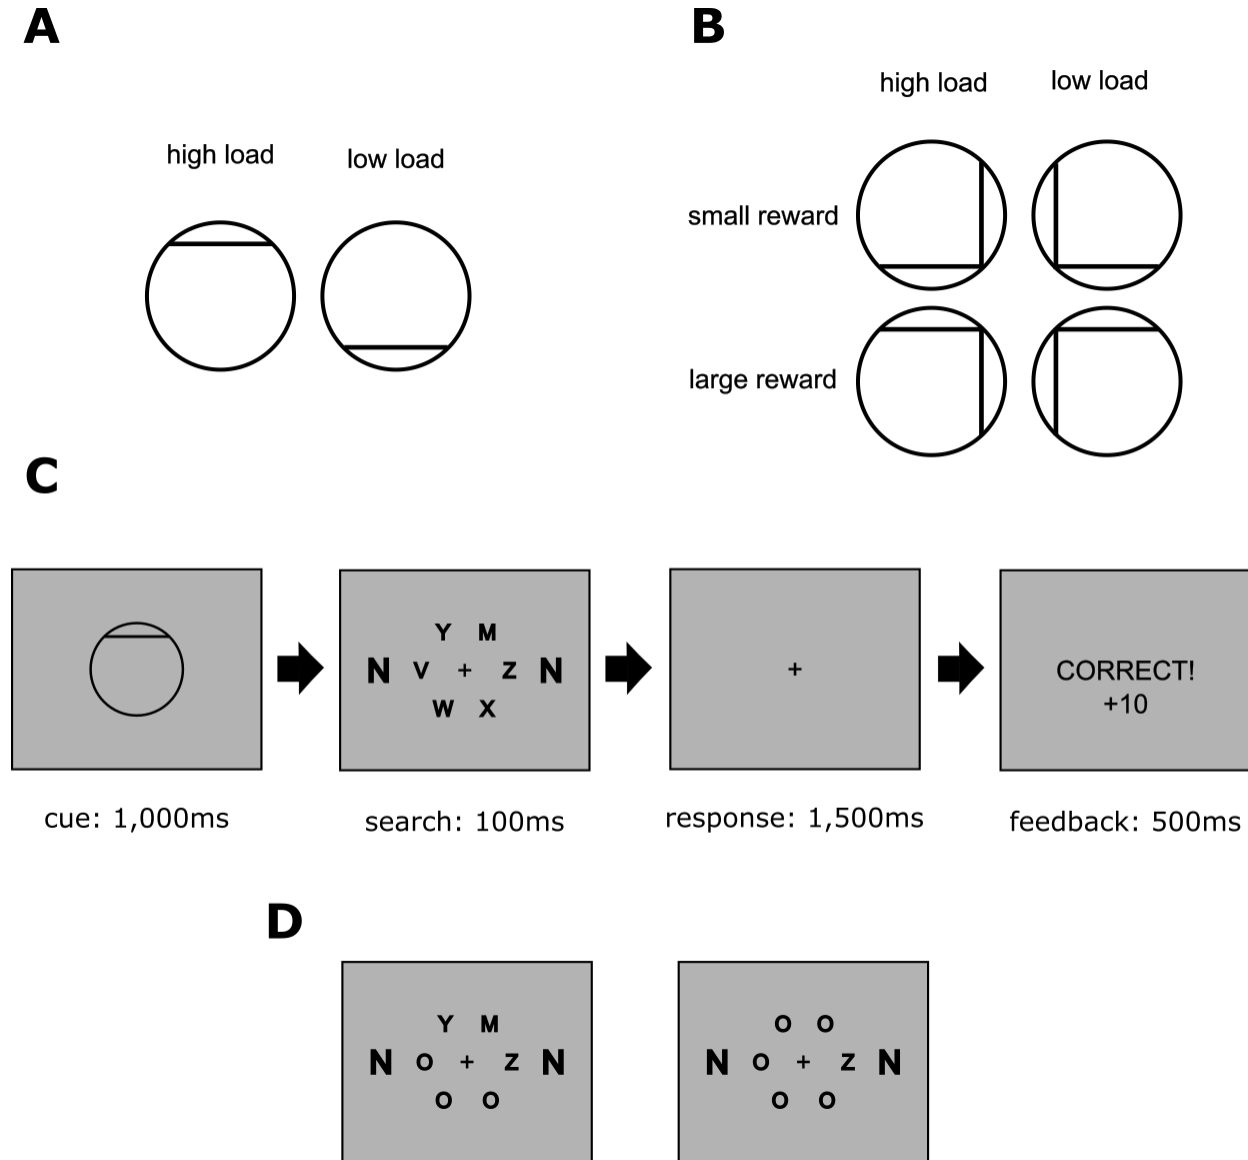 A
high load low load
B
high load low load
small reward
large reward
C
Y M
N V + Z N
W X
+
CORRECT!
+10
cue: 1,000ms
search: 100ms
response: 1,500ms
feedback: 500ms
D
Y M
N O + Z N
O O
O O
N O + Z N
O O